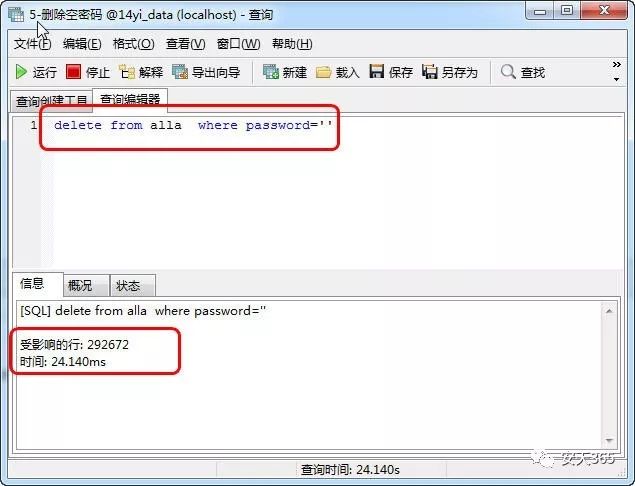 5-删除空密码 @14yi_data (localhost) - 查询
文件(F) 编辑(E) 格式(O) 查看(V) 窗口(W) 帮助(H)
运行 停止 解释 导出向导 新建 载入 保存 另存为 查找 »
查询创建工具 查询编辑器
1 delete from alla  where password=''
信息 概况 状态
[SQL] delete from alla  where password=''
受影响的行: 292672
时间: 24.140ms
安天365
查询时间: 24.140s